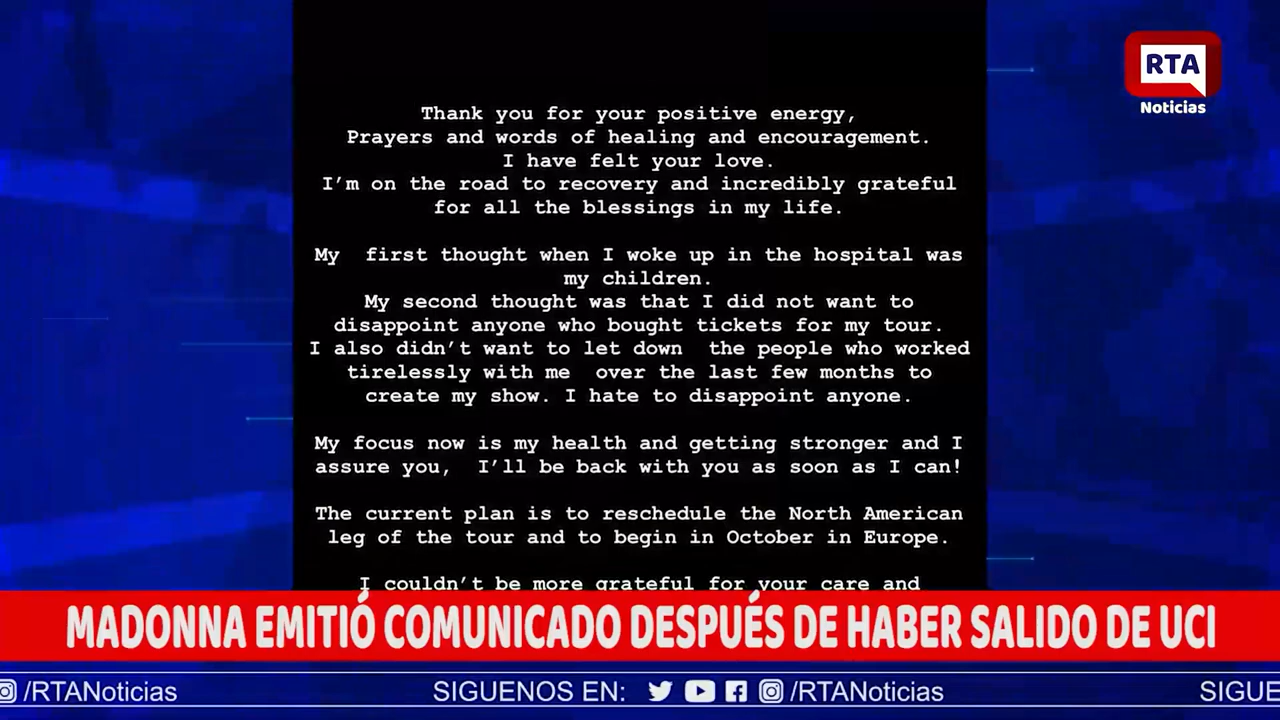 RTA
Noticias
Thank you for your positive energy,
Prayers and words of healing and encouragement.
I have felt your love.
I'm on the road to recovery and incredibly grateful
for all the blessings in my life.
My  first thought when I woke up in the hospital was
my children.
My second thought was that I did not want to
disappoint anyone who bought tickets for my tour.
I also didn't want to let down  the people who worked
tirelessly with me  over the last few months to
create my show. I hate to disappoint anyone.
My focus now is my health and getting stronger and I
assure you,  I'll be back with you as soon as I can!
The current plan is to reschedule the North American
leg of the tour and to begin in October in Europe.
I couldn't be more grateful for your care and
MADONNA EMITIÓ COMUNICADO DESPUÉS DE HABER SALIDO DE UCI
/RTANoticias SIGUENOS EN: /RTANoticias SIGUE